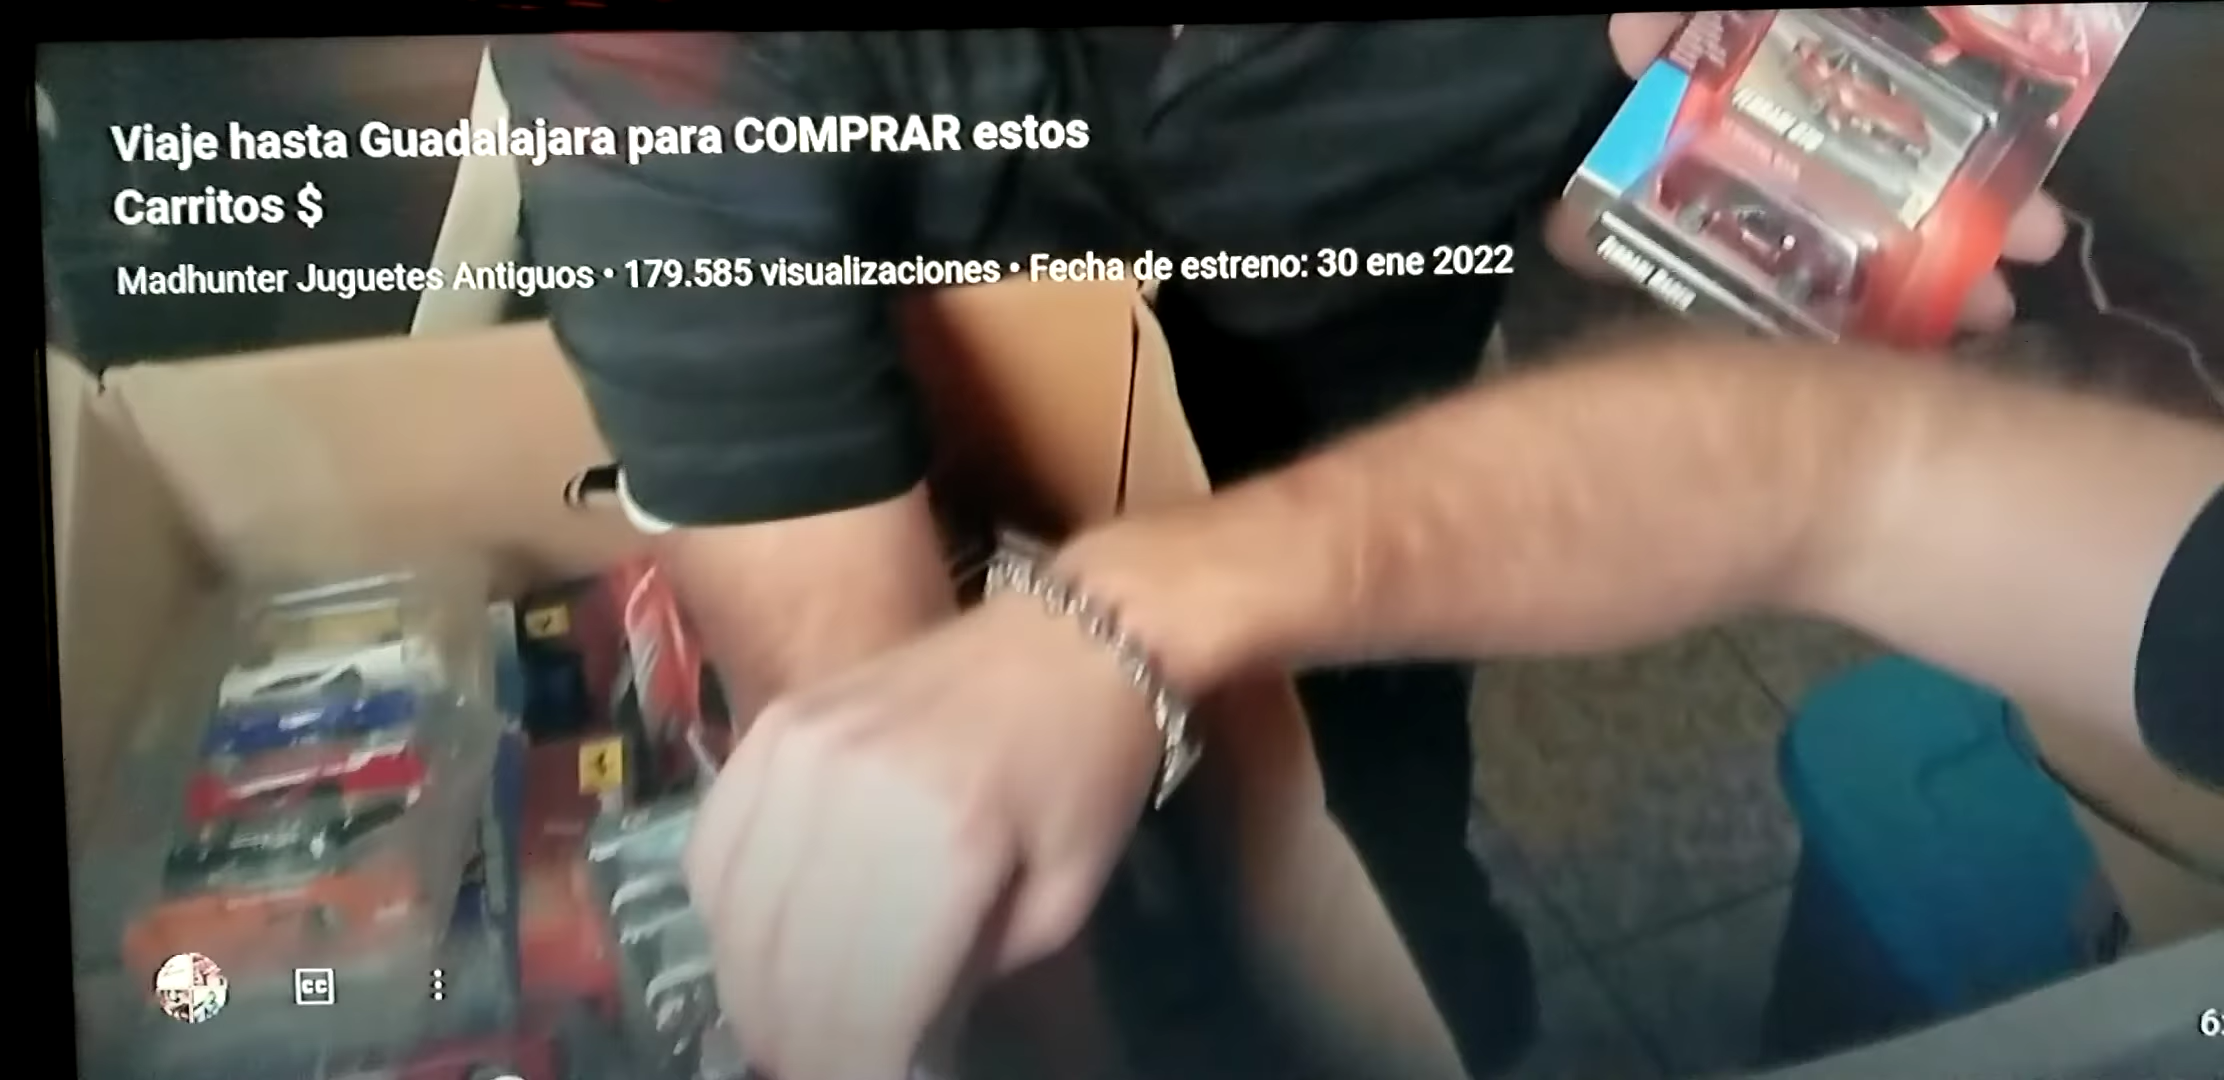 Viaje hasta Guadalajara para COMPRAR estos
Carritos $
Madhunter Juguetes Antiguos • 179.585 visualizaciones • Fecha de estreno: 30 ene 2022
CC